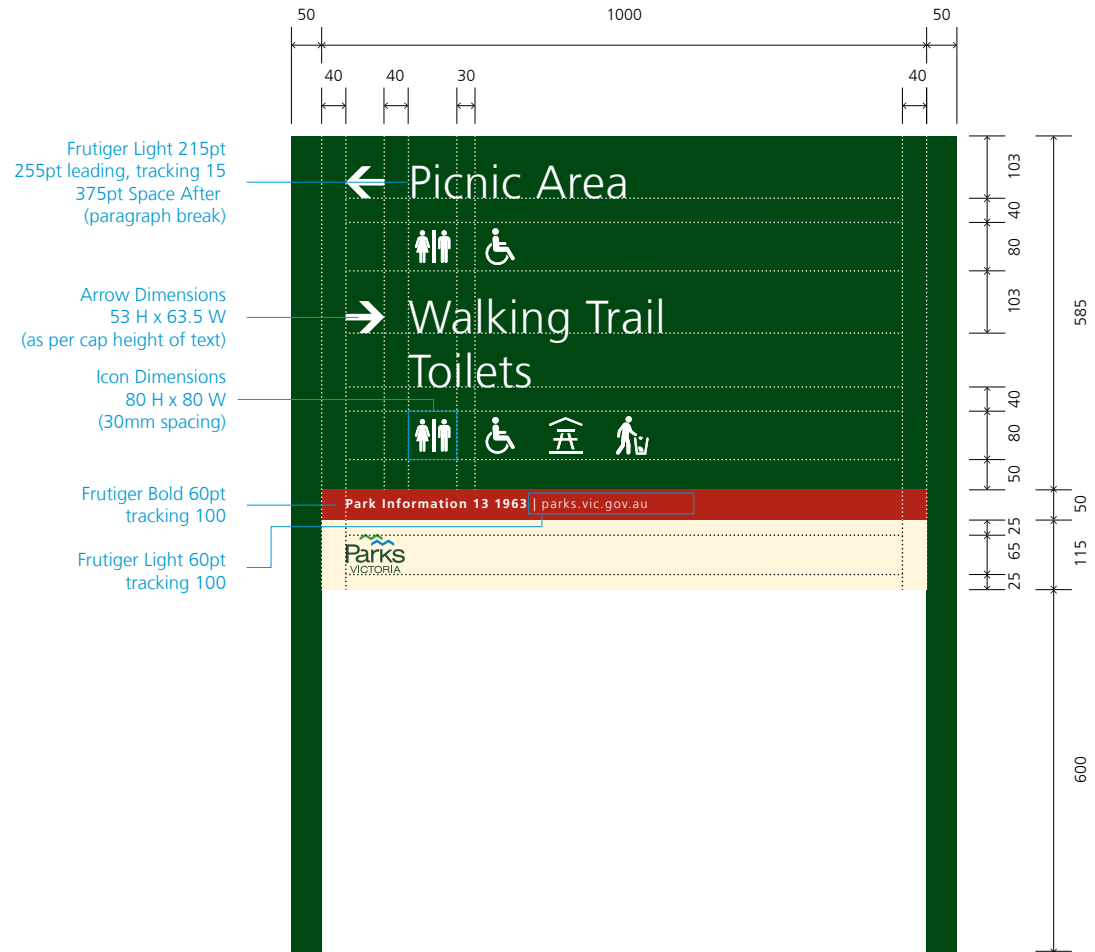 50
1000
50
40
40
30
40
Frutiger Light 215pt
255pt leading, tracking 15
375pt Space After
(paragraph break)
Picnic Area
103
40
80
103
585
Arrow Dimensions
53 H x 63.5 W
(as per cap height of text)
Walking Trail
Toilets
Icon Dimensions
80 H x 80 W
(30mm spacing)
40
80
50
Frutiger Bold 60pt
tracking 100
Park Information 13 1963 | parks.vic.gov.au
50
Frutiger Light 60pt
tracking 100
Parks
VICTORIA
25
65
25
115
600